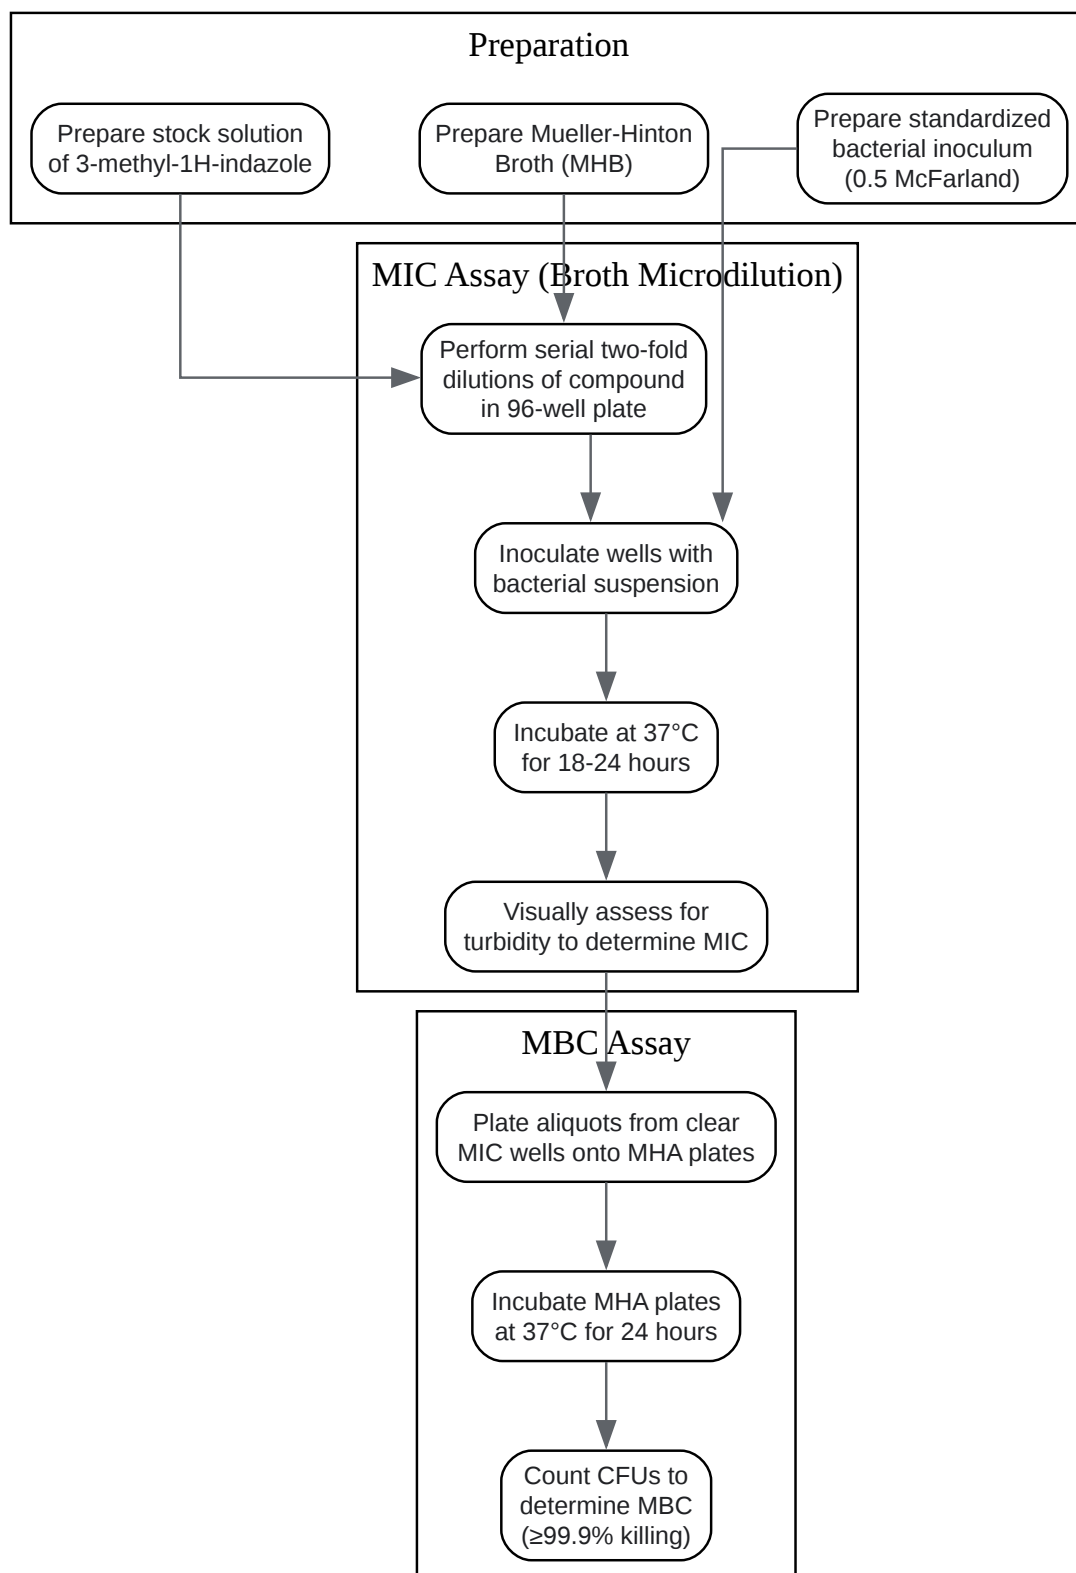 Preparation
Prepare stock solution
of 3-methyl-1H-indazole
Prepare Mueller-Hinton
Broth (MHB)
Prepare standardized
bacterial inoculum
(0.5 McFarland)
MIC Assay (Broth Microdilution)
Perform serial two-fold
dilutions of compound
in 96-well plate
Inoculate wells with
bacterial suspension
Incubate at 37°C
for 18-24 hours
Visually assess for
turbidity to determine MIC
MBC Assay
Plate aliquots from clear
MIC wells onto MHA plates
Incubate MHA plates
at 37°C for 24 hours
Count CFUs to
determine MBC
(≥99.9% killing)